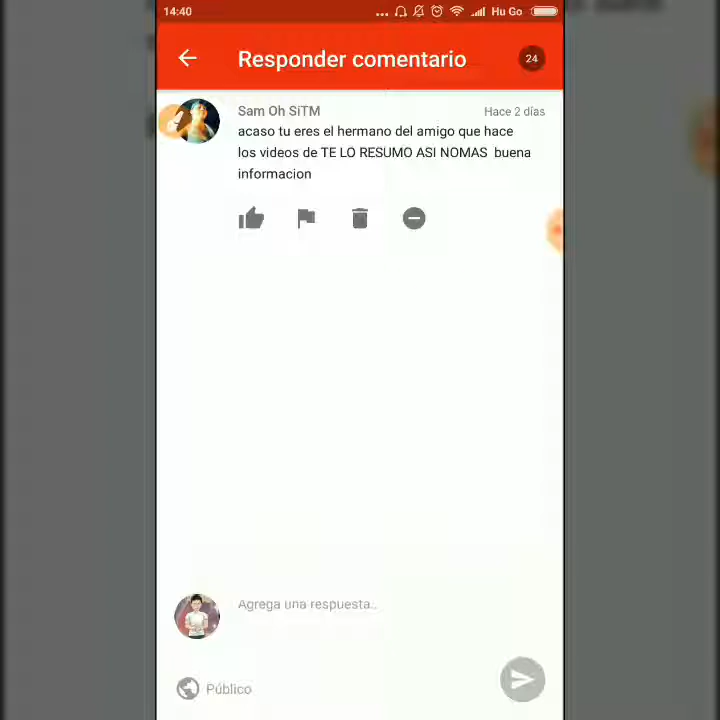 14:40 ... Hu Go
Responder comentario 24
Sam Oh SiTM Hace 2 días
acaso tu eres el hermano del amigo que hace
los videos de TE LO RESUMO ASI NOMAS buena
informacion
Agrega una respuesta..
Público